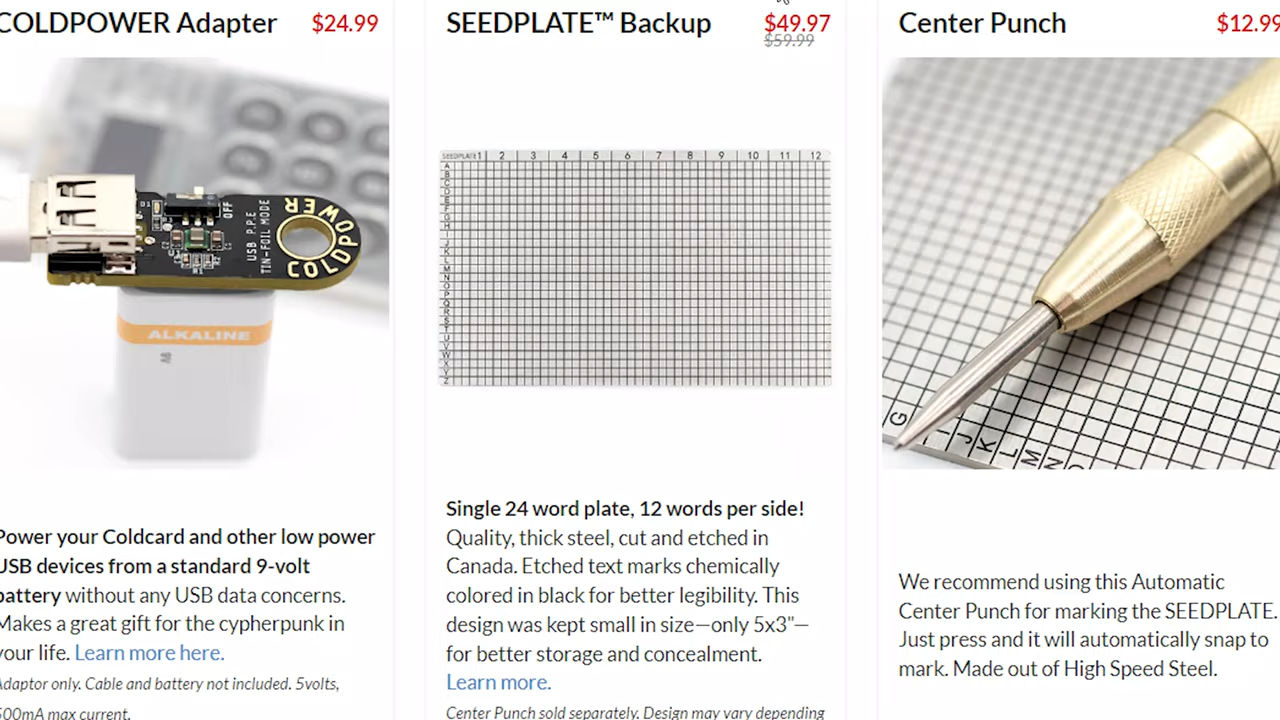 COLDPOWER Adapter
$24.99
USB P.P.E
TIN-FOIL MODE
OFF
COLDPOWER
ALKALINE
Power your Coldcard and other low power
USB devices from a standard 9-volt
battery without any USB data concerns.
Makes a great gift for the cypherpunk in
your life. Learn more here.
Adaptor only. Cable and battery not included. 5volts,
500mA max current.
SEEDPLATE™ Backup
$49.97
$59.99
SEEDPLATE 1 2 3 4 5 6 7 8 9 10 11 12
Single 24 word plate, 12 words per side!
Quality, thick steel, cut and etched in
Canada. Etched text marks chemically
colored in black for better legibility. This
design was kept small in size—only 5x3"—
for better storage and concealment.
Learn more.
Center Punch sold separately. Design may vary depending
Center Punch
$12.99
G
J
K
L
M
N
We recommend using this Automatic
Center Punch for marking the SEEDPLATE.
Just press and it will automatically snap to
mark. Made out of High Speed Steel.